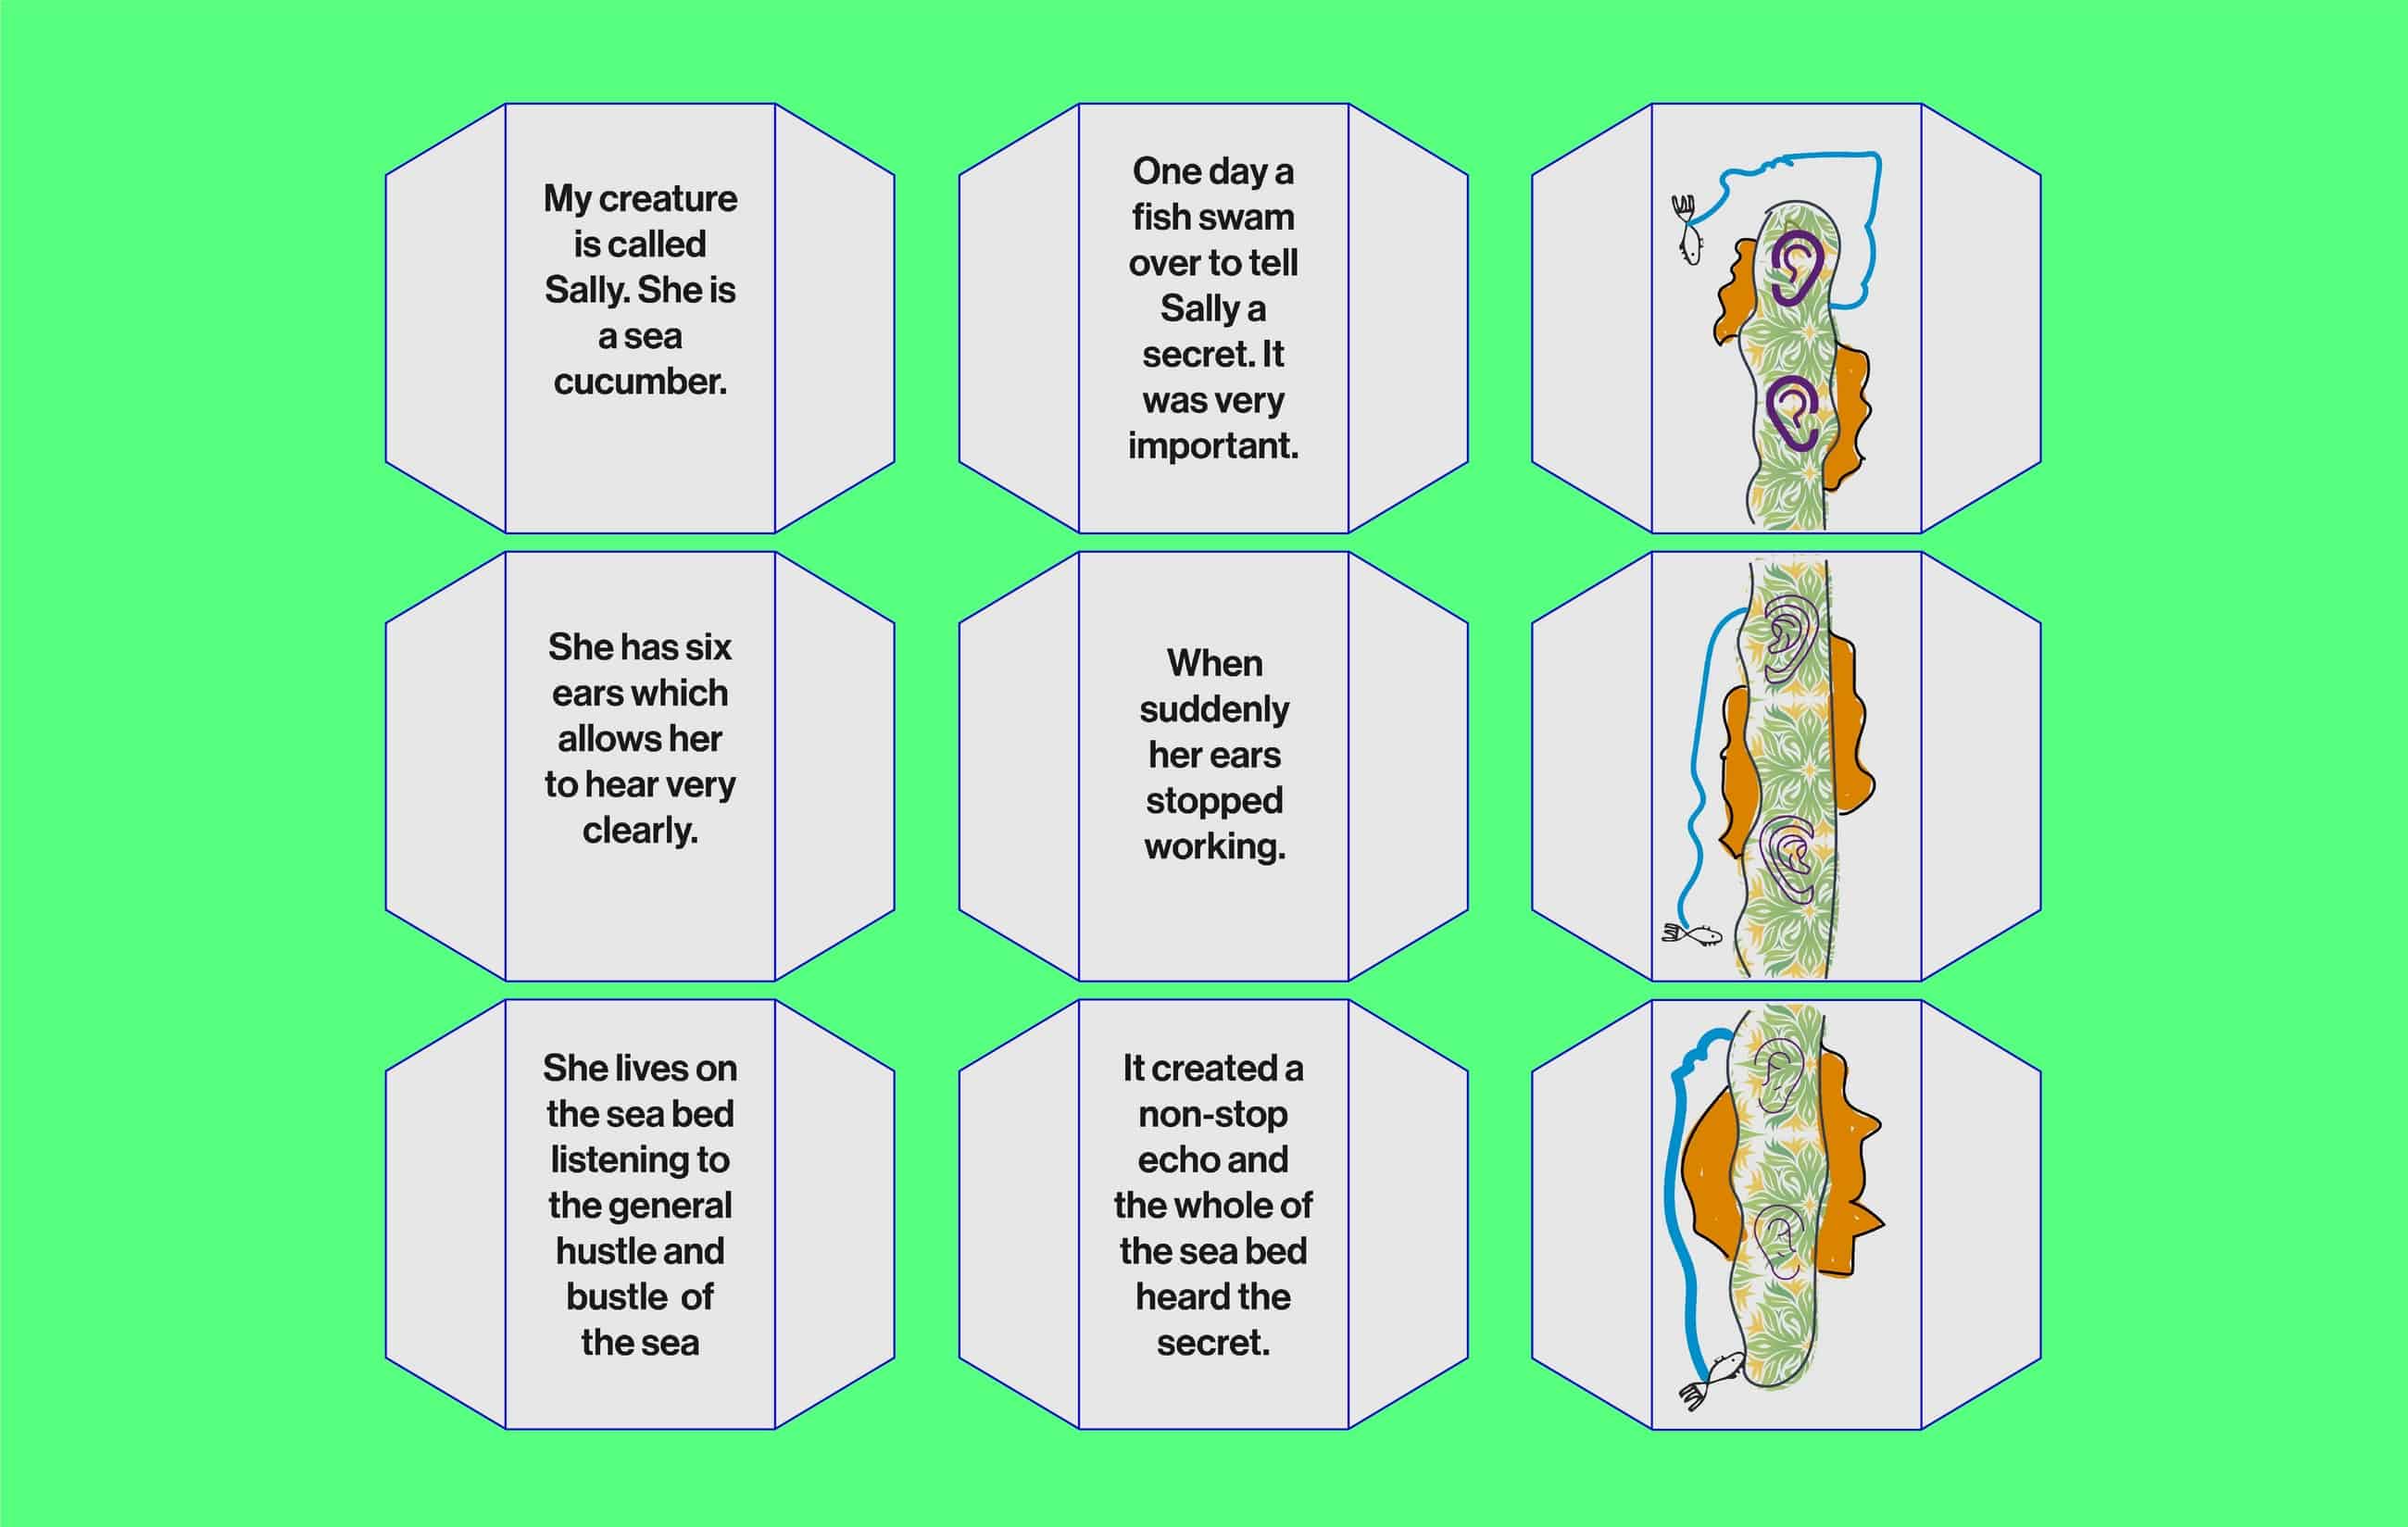 My creature
is called
Sally. She is
a sea
cucumber.
She has six
ears which
allows her
to hear very
clearly.
She lives on
the sea bed
listening to
the general
hustle and
bustle of
the sea
One day a
fish swam
over to tell
Sally a
secret. It
was very
important.
When
suddenly
her ears
stopped
working.
It created a
non-stop
echo and
the whole of
the sea bed
heard the
secret.